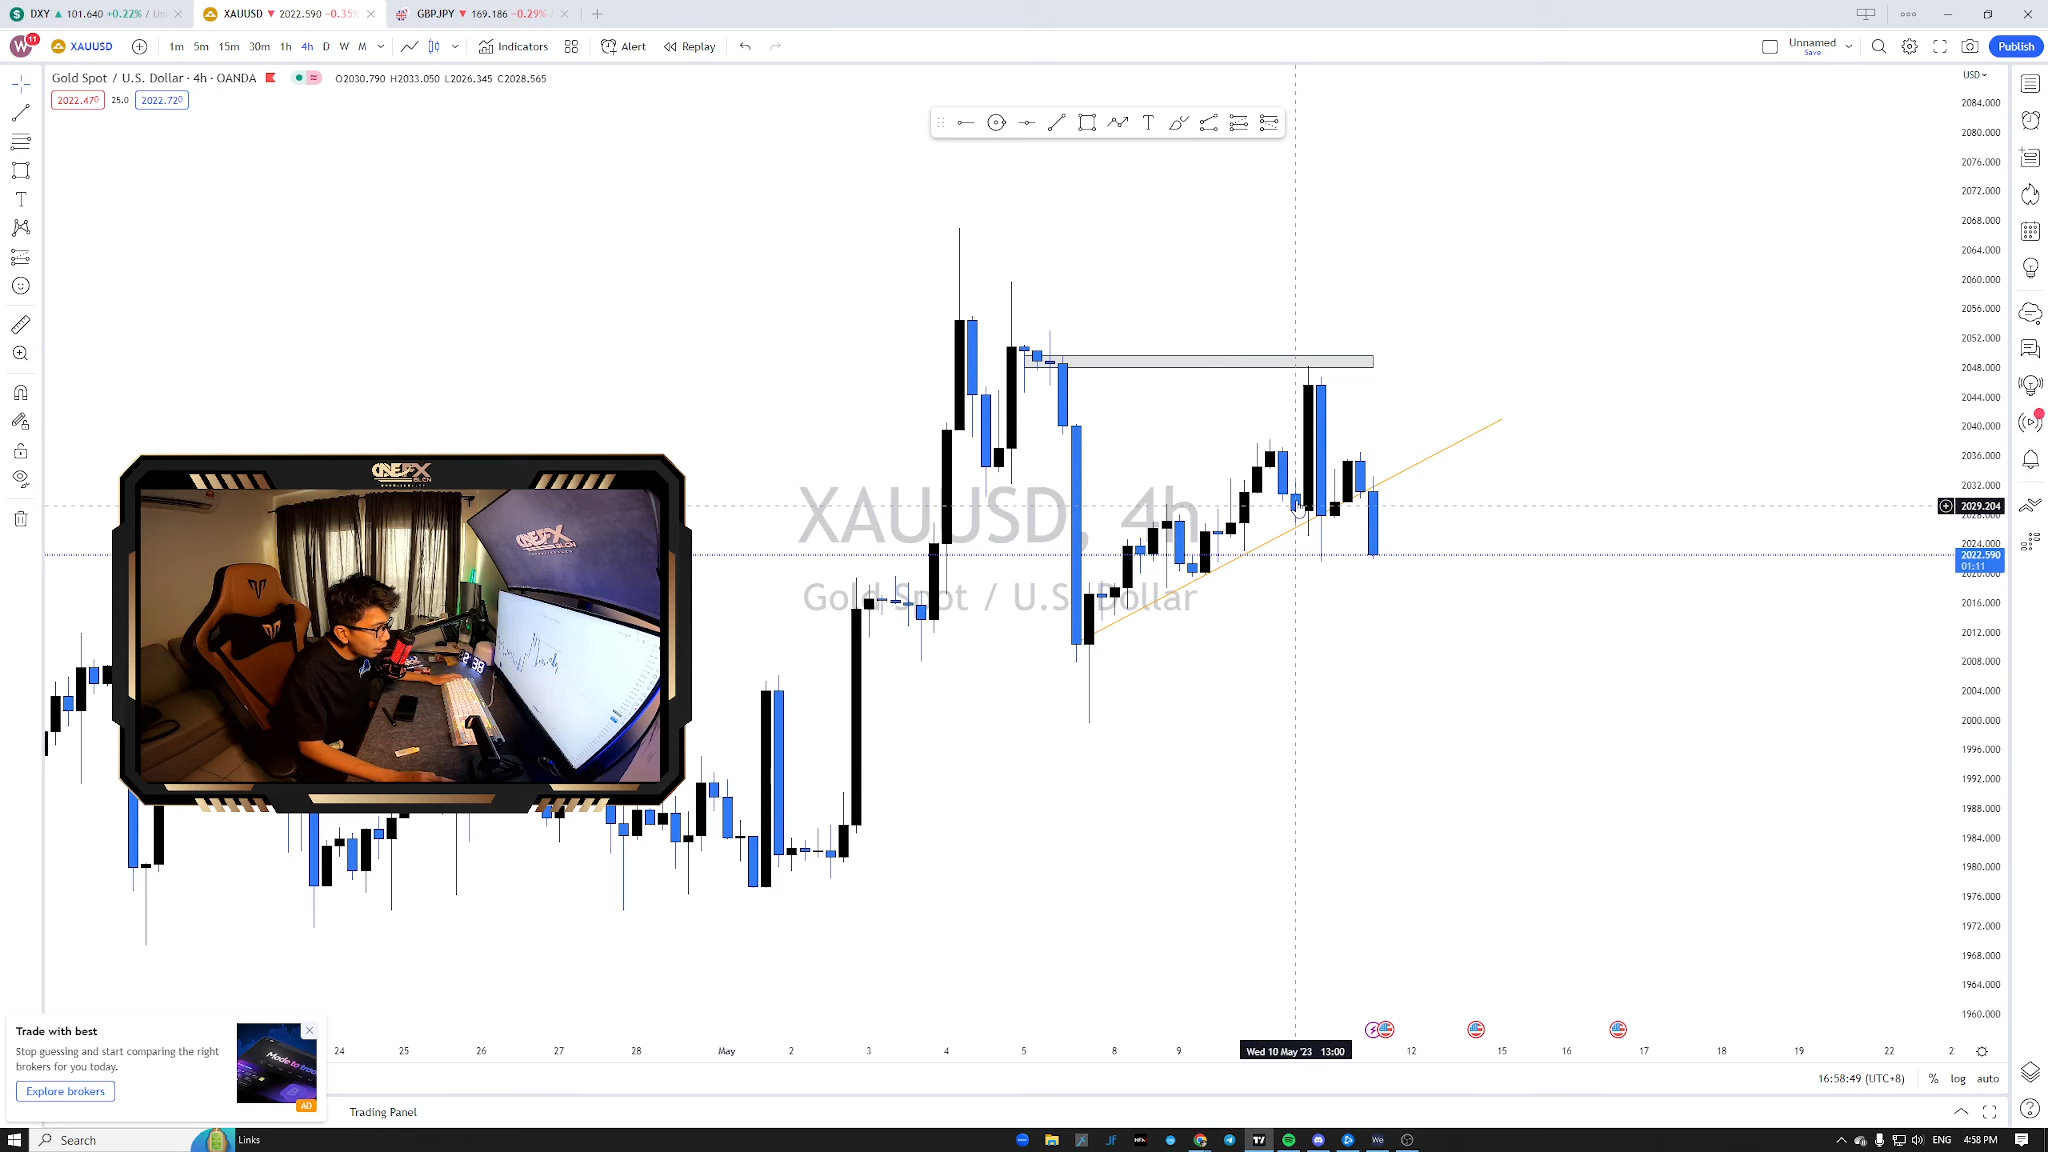 DXY ▲ 101.640 +0.22% / Un
XAUUSD ▼ 2022.590 −0.35%
GBPJPY ▼ 169.186 −0.29%
W 11
XAUUSD 1m 5m 15m 30m 1h 4h D W M Indicators Alert Replay
Unnamed
Save
Publish
Gold Spot / U.S. Dollar · 4h · OANDA O2030.790 H2033.050 L2026.345 C2028.565
2022.470 25.0 2022.720
USD
2084.000
2080.000
2076.000
2072.000
2068.000
2064.000
2060.000
2056.000
2052.000
2048.000
2044.000
2040.000
2036.000
2032.000
2029.204
2024.000
2022.590
01:11
2016.000
2012.000
2008.000
2004.000
2000.000
1996.000
1992.000
1988.000
1984.000
1980.000
1976.000
1972.000
1968.000
1964.000
1960.000
XAUUSD, 4h
Gold Spot / U.S. Dollar
24 25 26 27 28 May 2 3 4 5 8 9 Wed 10 May '23 13:00 12 15 16 17 18 19 22 2
Trade with best
Stop guessing and start comparing the right
brokers for you today.
Explore brokers
AD
16:58:49 (UTC+8) % log auto
Trading Panel
Search
Links
ENG 4:58 PM